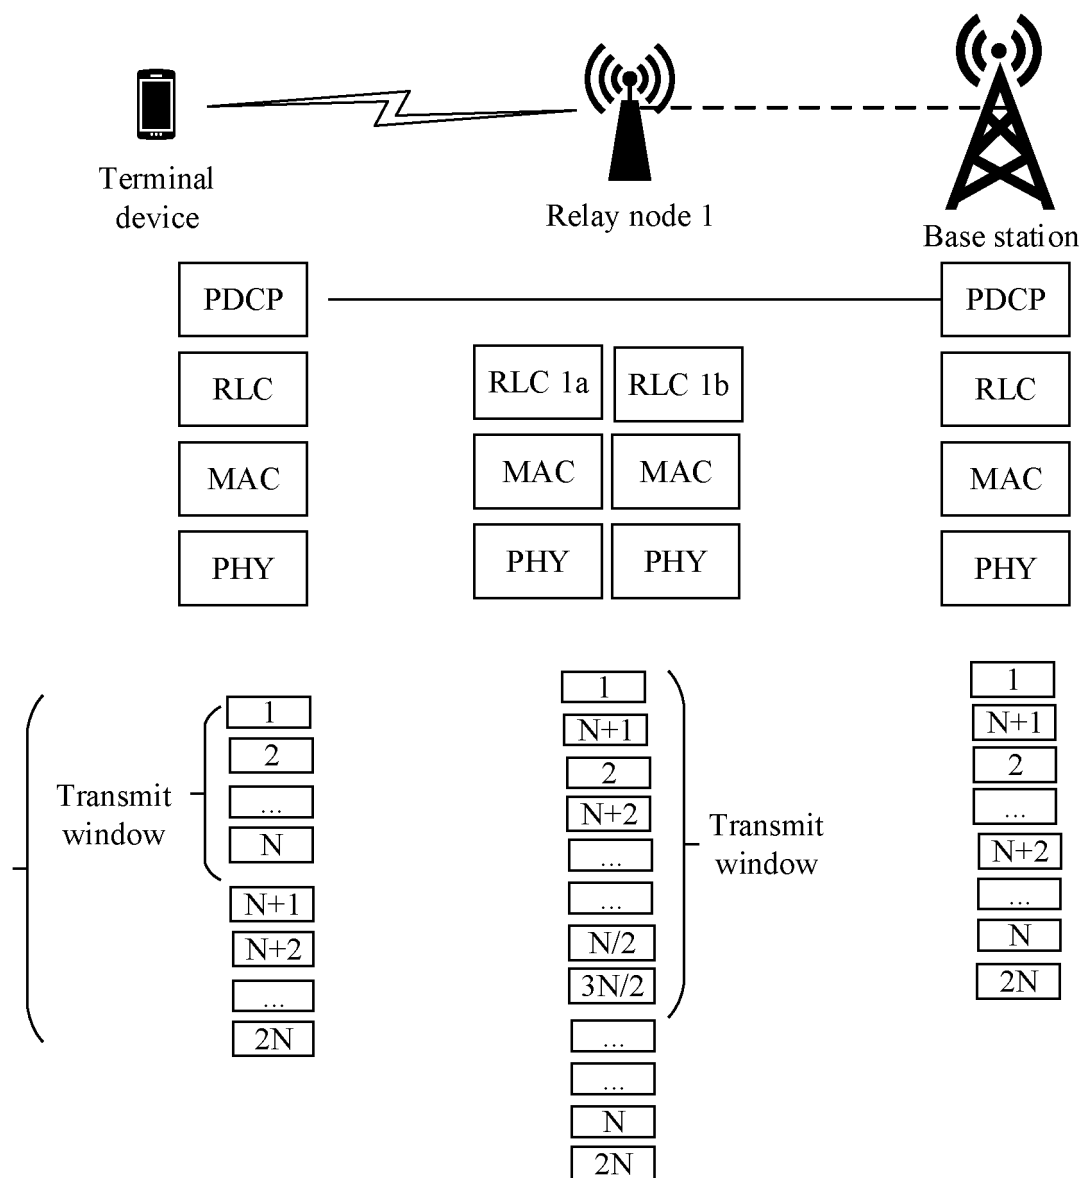 Terminal
device
Relay node 1
Base station
PDCP
PDCP
RLC
RLC 1a
RLC 1b
RLC
MAC
MAC
MAC
MAC
PHY
PHY
PHY
PHY
Transmit
window
1
2
...
N
N+1
N+2
...
2N
1
N+1
2
N+2
...
...
N/2
3N/2
...
...
N
2N
Transmit
window
1
N+1
2
...
N+2
...
N
2N